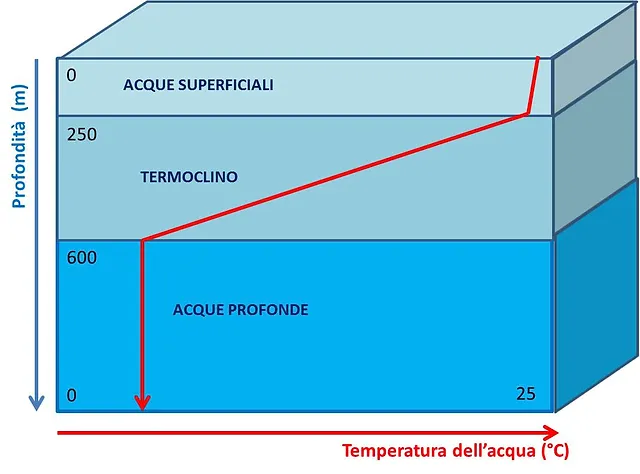 0
ACQUE SUPERFICIALI
Profondità (m)
250
TERMOCLINO
600
ACQUE PROFONDE
0
25
Temperatura dell'acqua (°C)